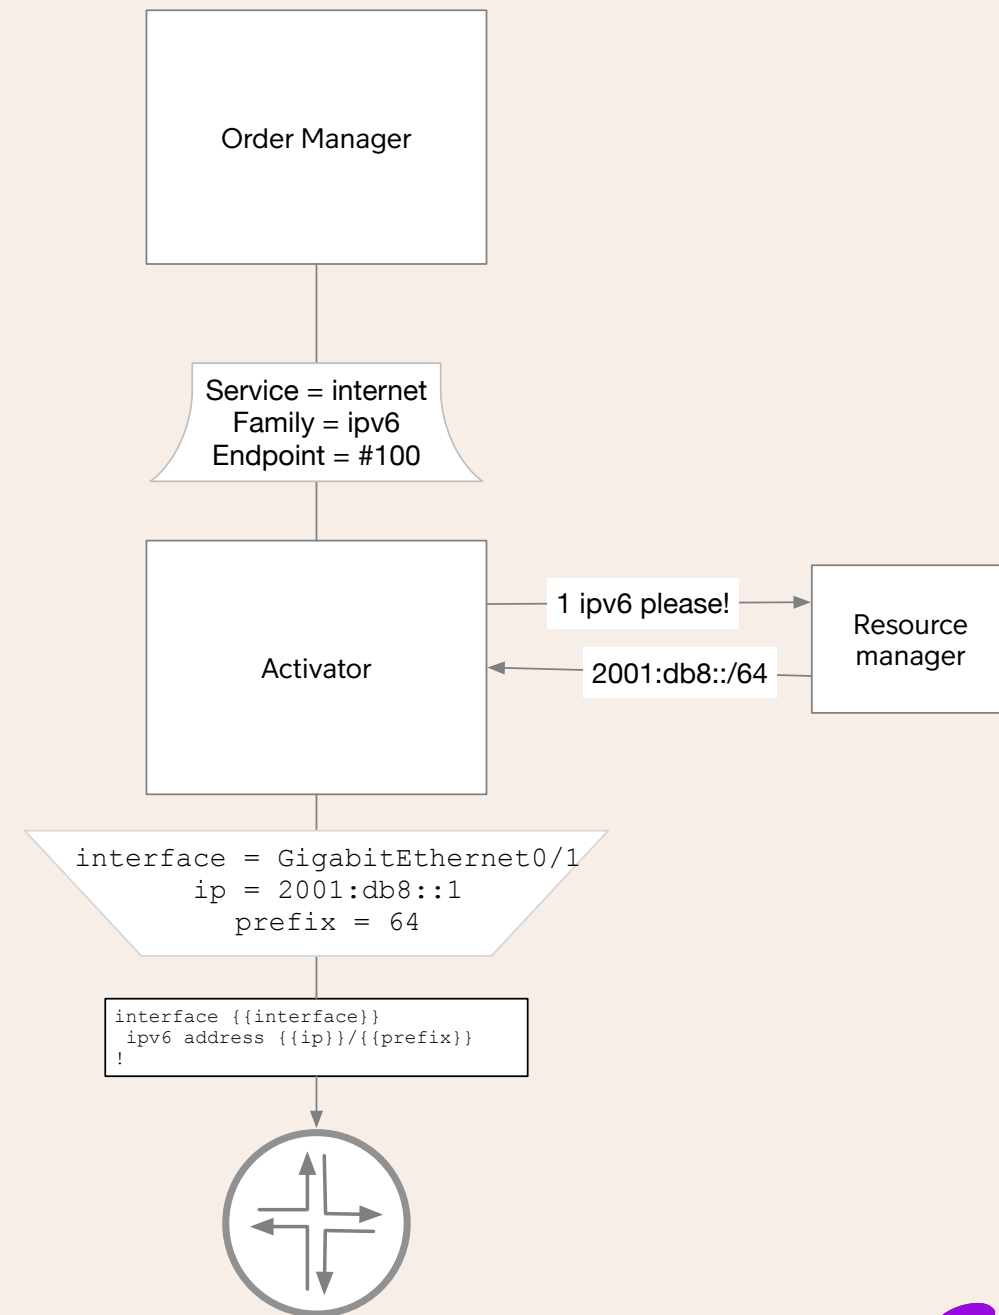 Order Manager
Service = internet
Family = ipv6
Endpoint = #100
1 ipv6 please!
Resource
manager
Activator
2001:db8::/64
interface = GigabitEthernet0/1
ip = 2001:db8::1
prefix = 64
interface {{interface}}
 ipv6 address {{ip}}/{{prefix}}
!